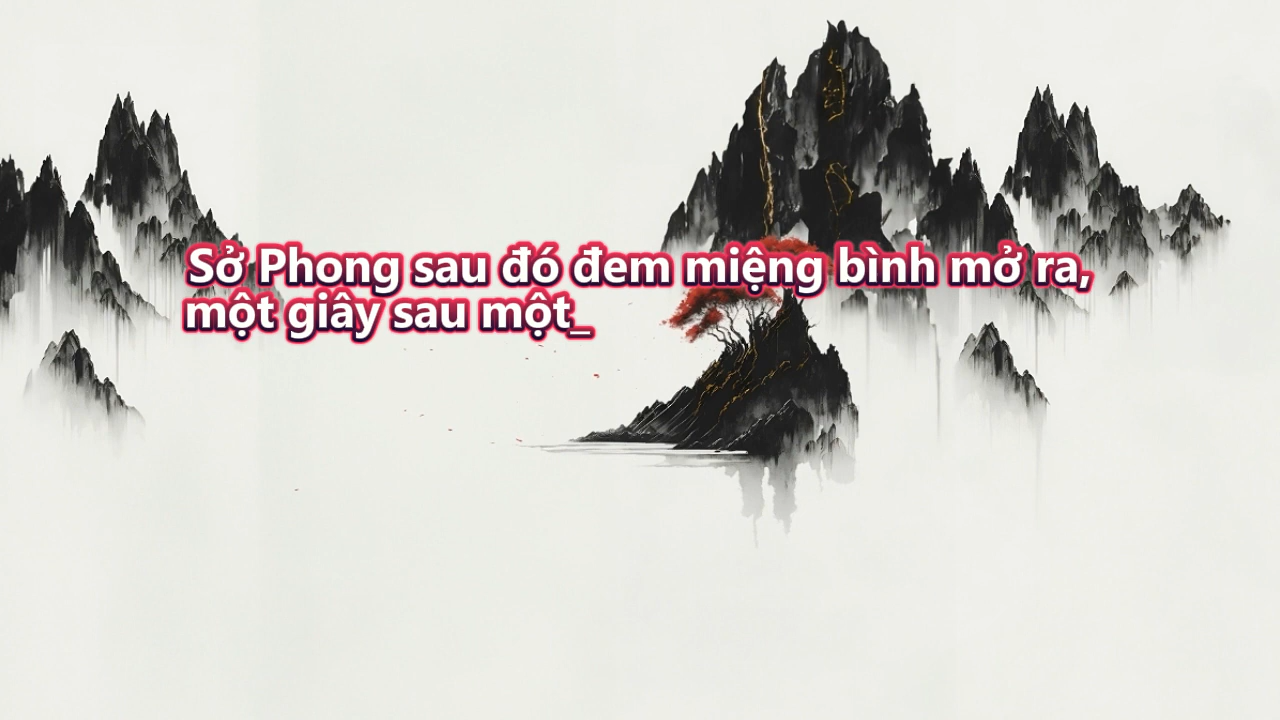 Sở Phong sau đó đem miệng bình mở ra,
một giây sau một_